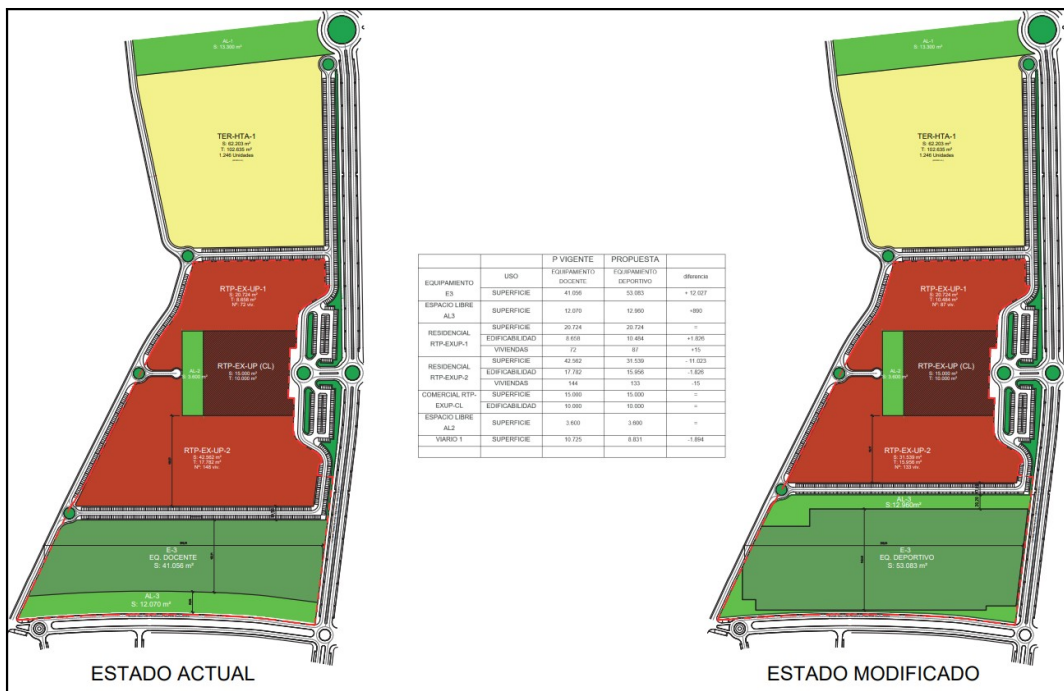 AL-1
S: 13.300 m²
TER-HTA-1
S: 62.203 m²
T: 102.635 m²
1.246 Unidades
RTP-EX-UP-1
S: 20.724 m²
T: 8.658 m²
Nº: 72 viv.
AL-2
S: 3.600 m²
RTP-EX-UP (CL)
S: 15.000 m²
T: 10.000 m²
RTP-EX-UP-2
S: 42.562 m²
T: 17.782 m²
E-3
EQ. DOCENTE
S: 41.056 m²
AL-3
S: 12.070 m²
ESTADO ACTUAL
P VIGENTE PROPUESTA
EQUIPAMIENTO E3 USO EQUIPAMIENTO DOCENTE EQUIPAMIENTO DEPORTIVO diferencia
SUPERFICIE 41.056 53.083 + 12.027
ESPACIO LIBRE AL3 SUPERFICIE 12.070 12.960 +890
RESIDENCIAL RTP-EXUP-1 SUPERFICIE 20.724 20.724 =
EDIFICABILIDAD 8.658 10.484 +1.826
VIVIENDAS 72 87 +15
RESIDENCIAL RTP-EXUP-2 SUPERFICIE 42.562 31.539 - 11.023
EDIFICABILIDAD 17.782 15.956 -1.826
VIVIENDAS 144 133 -15
COMERCIAL RTP-EXUP-CL SUPERFICIE 15.000 15.000 =
EDIFICABILIDAD 10.000 10.000 =
ESPACIO LIBRE AL2 SUPERFICIE 3.600 3.600 =
VIARIO 1 SUPERFICIE 10.725 8.831 -1.894
AL-1
S: 13.300 m²
TER-HTA-1
S: 62.203 m²
T: 102.635 m²
1.246 Unidades
RTP-EX-UP-1
S: 20.724 m²
T: 10.484 m²
Nº: 87 viv.
AL-2
S: 3.600 m²
RTP-EX-UP (CL)
S: 15.000 m²
T: 10.000 m²
RTP-EX-UP-2
S: 31.539 m²
T: 15.956 m²
Nº: 133 viv.
AL-3
S:12.960m²
E-3
EQ. DEPORTIVO
S: 53.083 m²
ESTADO MODIFICADO